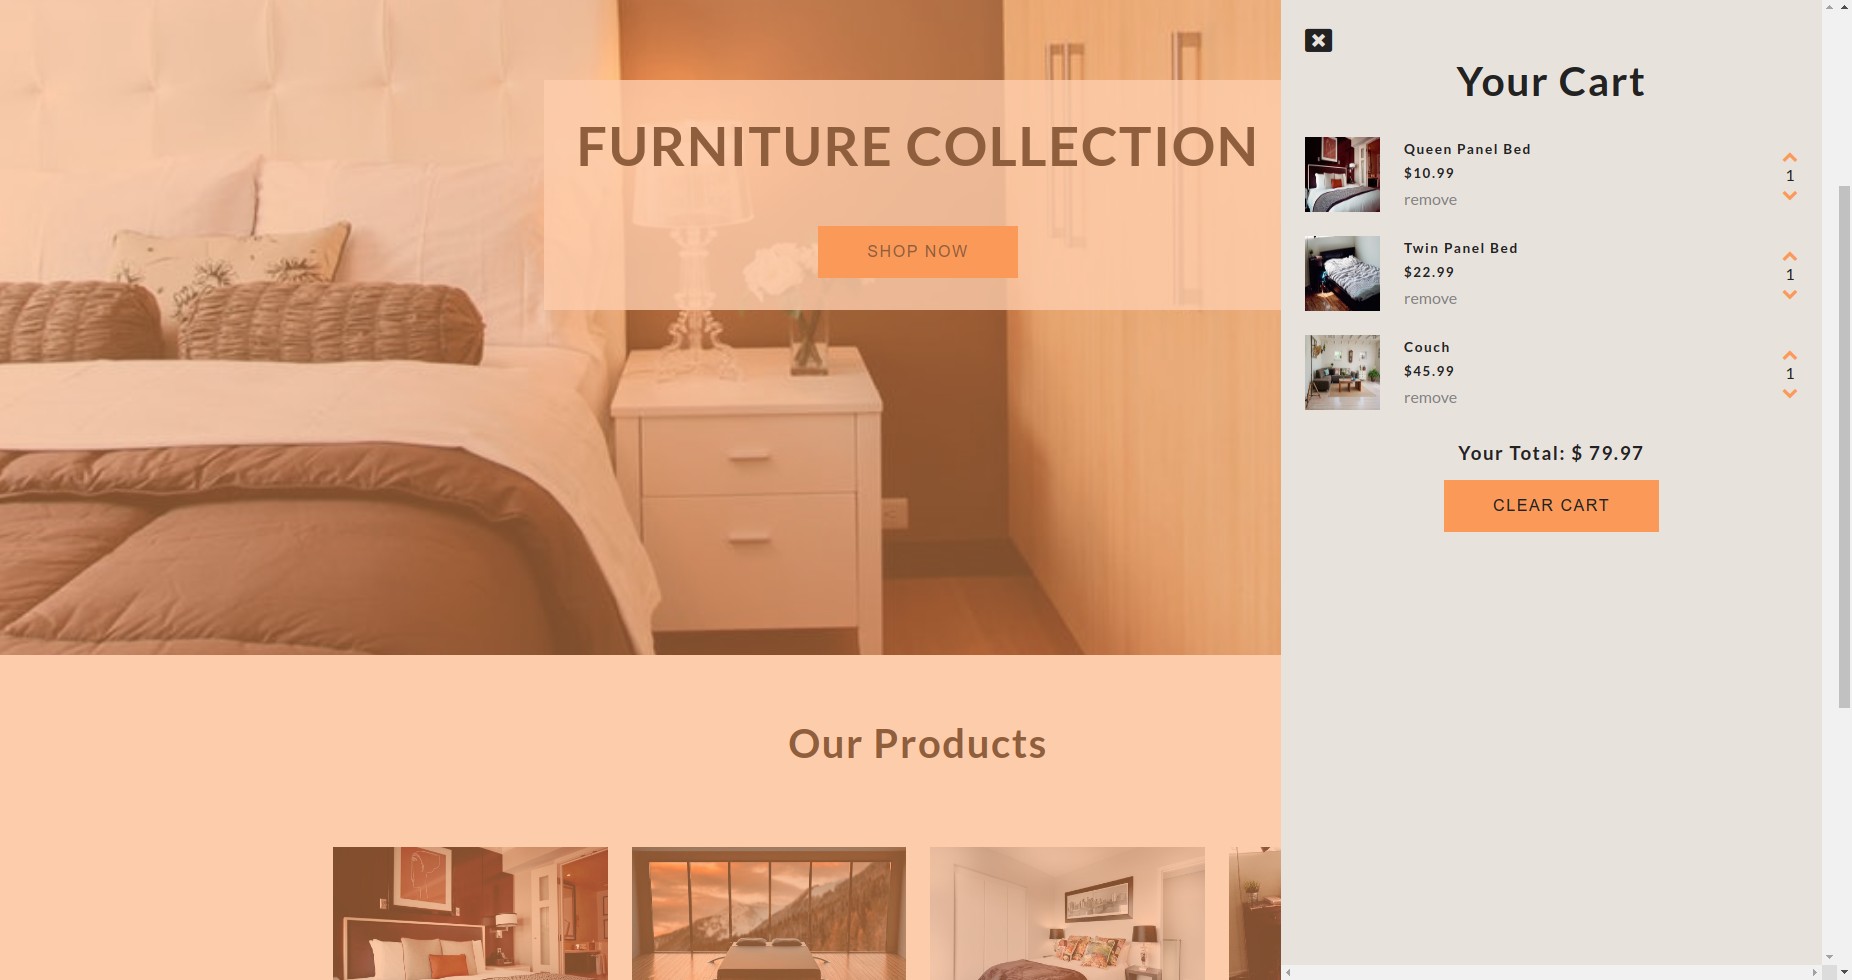 FURNITURE COLLECTION
SHOP NOW
Our Products
Your Cart
Queen Panel Bed
$10.99
remove
1
Twin Panel Bed
$22.99
remove
1
Couch
$45.99
remove
1
Your Total: $ 79.97
CLEAR CART